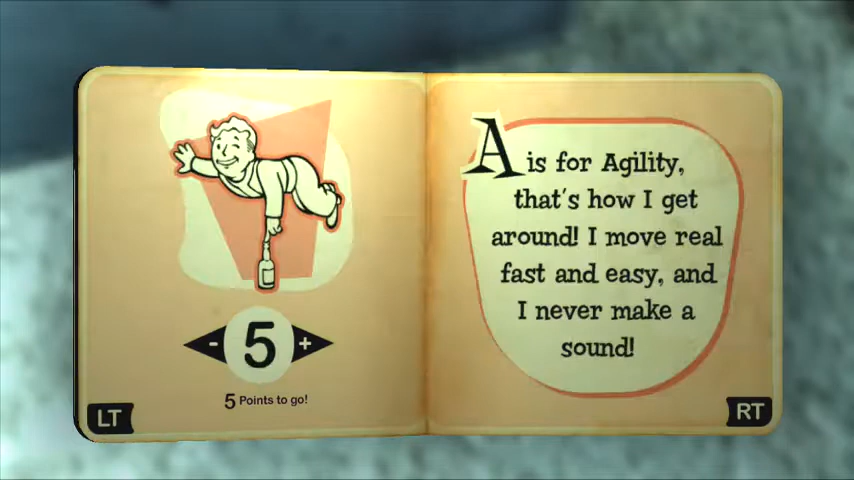 A is for Agility,
that's how I get
around! I move real
fast and easy, and
I never make a
sound!
- 5 +
5 Points to go!
LT
RT